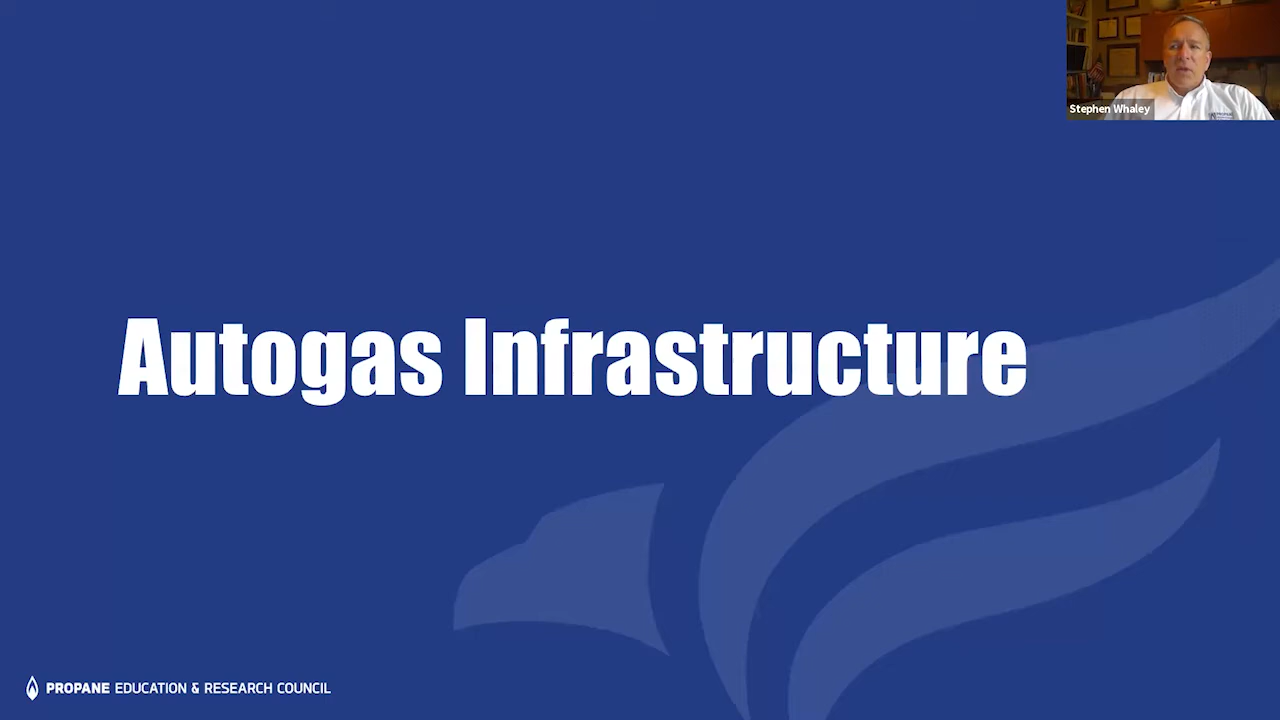 Stephen Whaley
Autogas Infrastructure
PROPANE EDUCATION & RESEARCH COUNCIL